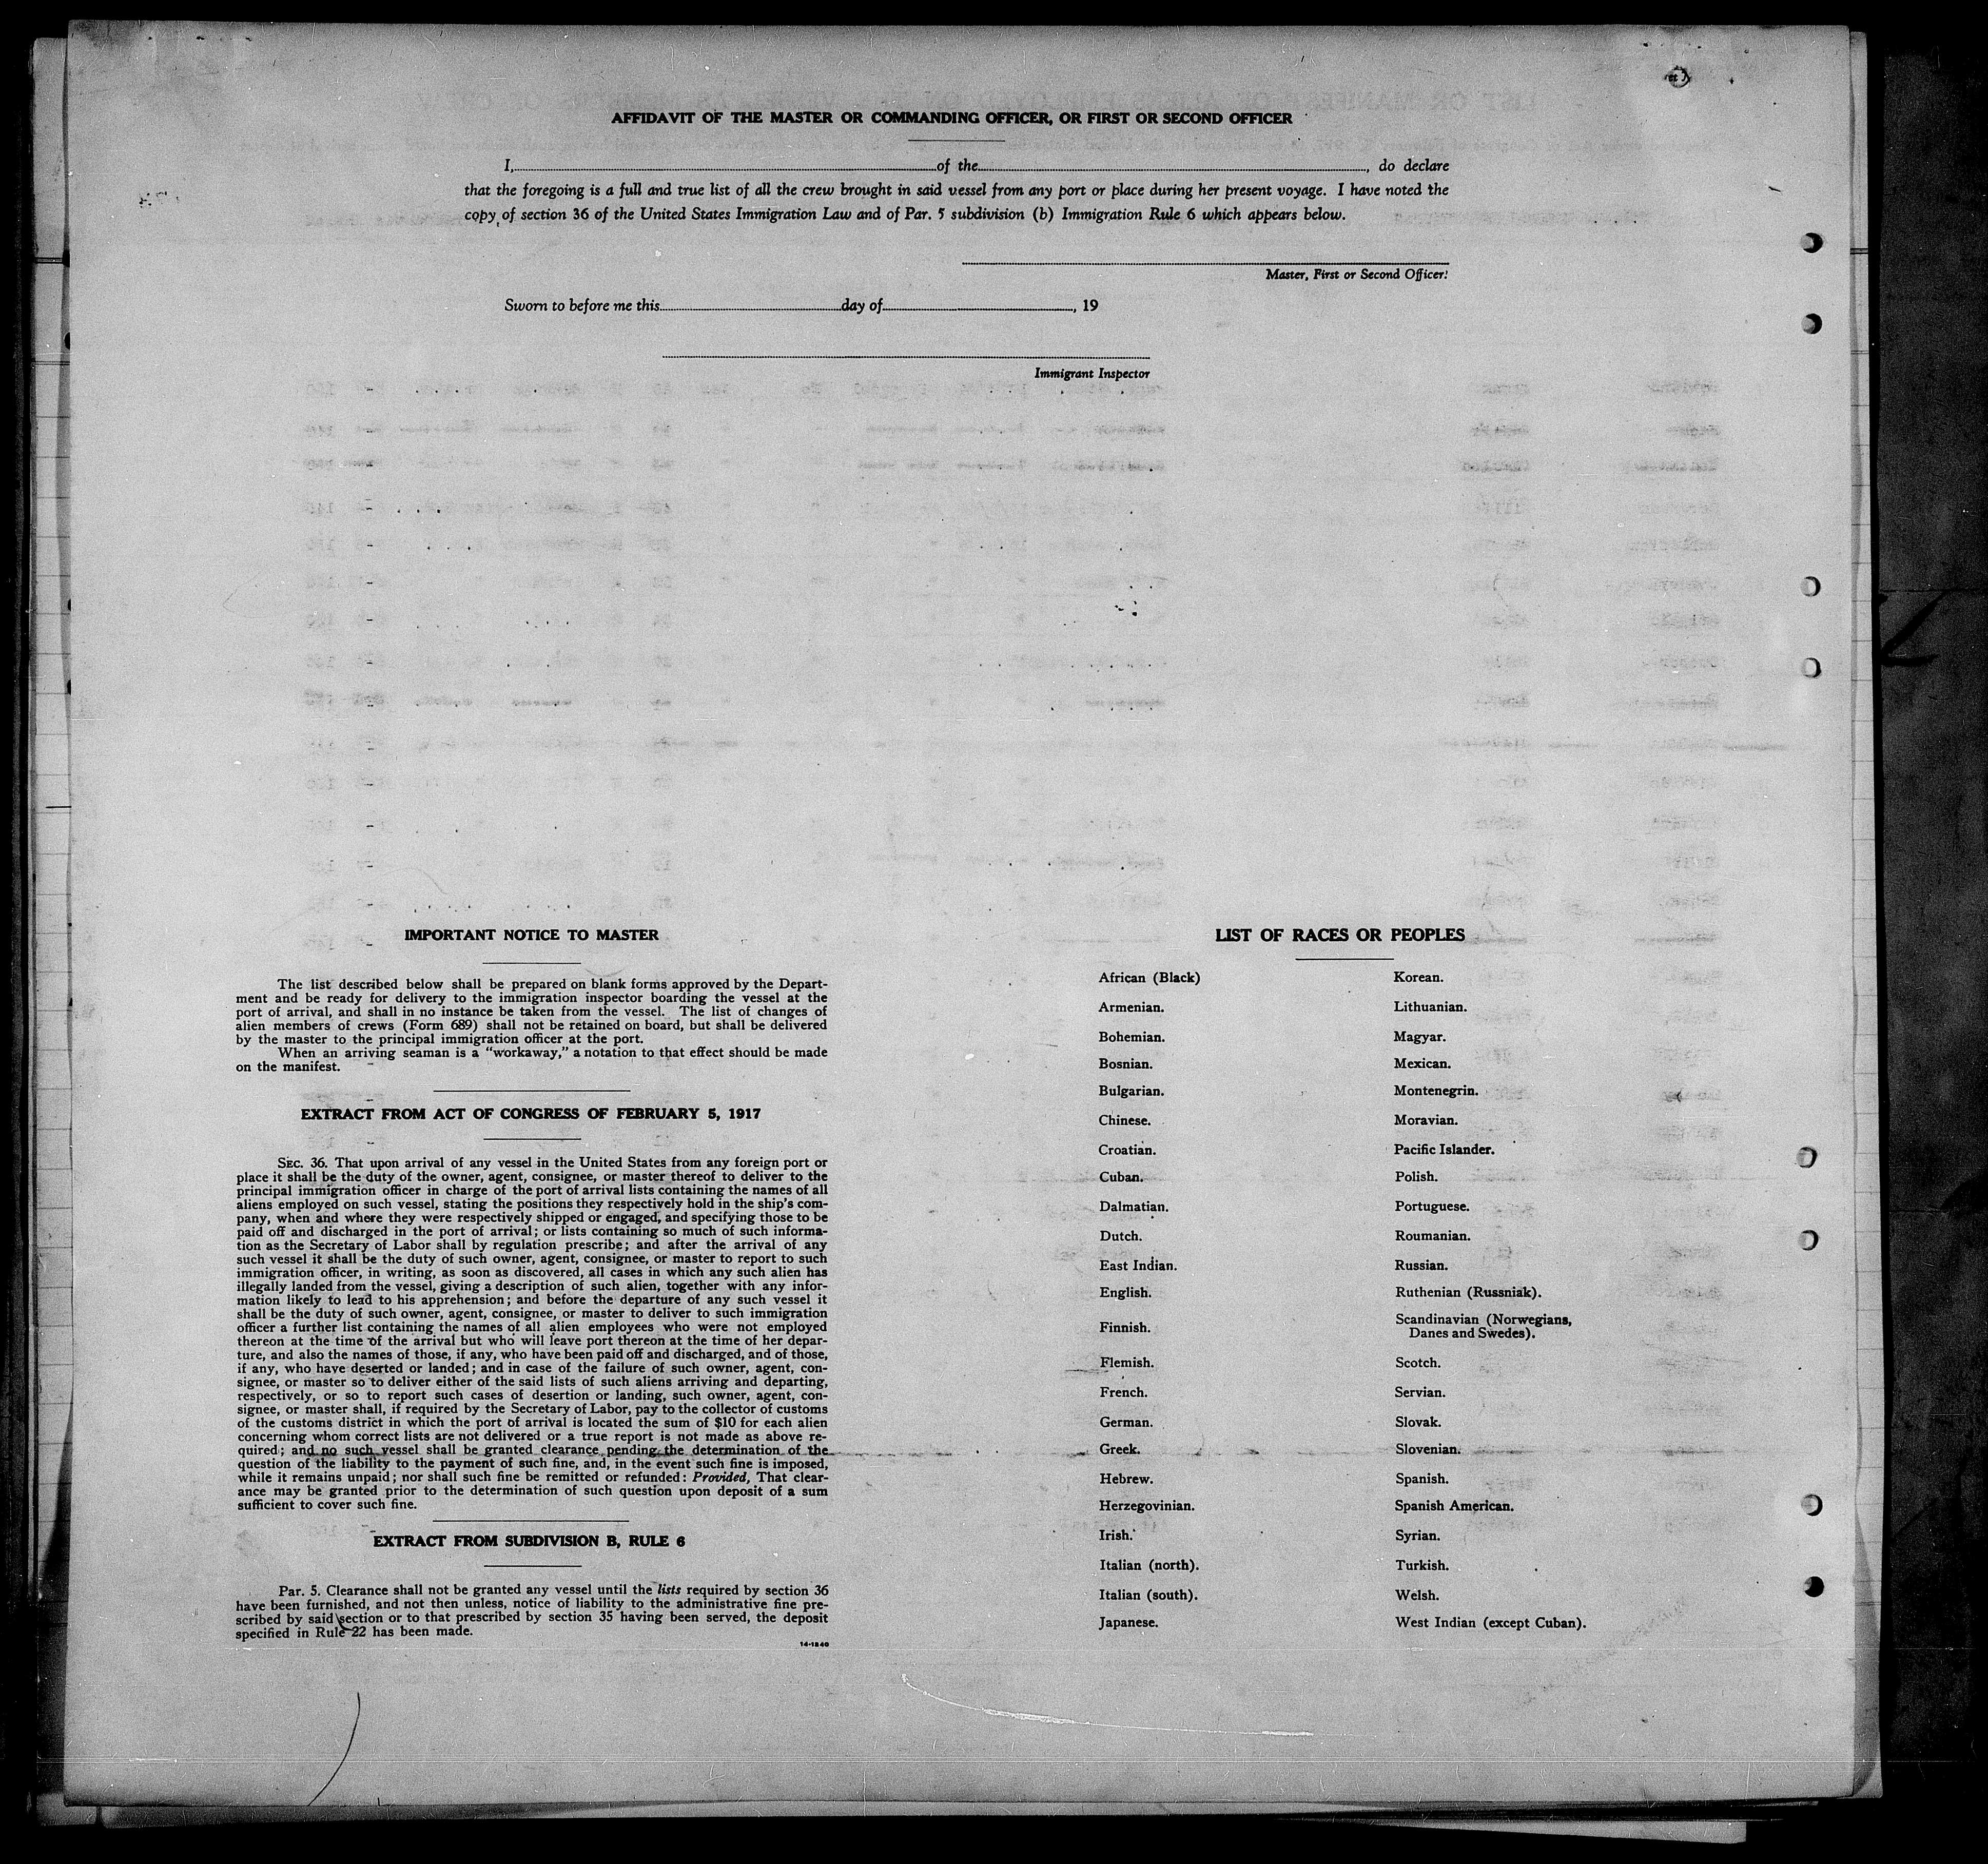 AFFIDAVIT OF THE MASTER OR COMMANDING OFFICER, OR FIRST OR SECOND OFFICER
I, of the , do declare
that the foregoing is a full and true list of all the crew brought in said vessel from any port or place during her present voyage. I have noted the
copy of section 36 of the United States Immigration Law and of Par. 5 subdivision (b) Immigration Rule 6 which appears below.
Master, First or Second Officer.
Sworn to before me this day of , 19
Immigrant Inspector
IMPORTANT NOTICE TO MASTER
The list described below shall be prepared on blank forms approved by the Depart-
ment and be ready for delivery to the immigration inspector boarding the vessel at the
port of arrival, and shall in no instance be taken from the vessel. The list of changes of
alien members of crews (Form 689) shall not be retained on board, but shall be delivered
by the master to the principal immigration officer at the port.
When an arriving seaman is a "workaway," a notation to that effect should be made
on the manifest.
EXTRACT FROM ACT OF CONGRESS OF FEBRUARY 5, 1917
SEC. 36. That upon arrival of any vessel in the United States from any foreign port or
place it shall be the duty of the owner, agent, consignee, or master thereof to deliver to the
principal immigration officer in charge of the port of arrival lists containing the names of all
aliens employed on such vessel, stating the positions they respectively hold in the ship's com-
pany, when and where they were respectively shipped or engaged, and specifying those to be
paid off and discharged in the port of arrival; or lists containing so much of such informa-
tion as the Secretary of Labor shall by regulation prescribe; and after the arrival of any
such vessel it shall be the duty of such owner, agent, consignee, or master to report to such
immigration officer, in writing, as soon as discovered, all cases in which any such alien has
illegally landed from the vessel, giving a description of such alien, together with any infor-
mation likely to lead to his apprehension; and before the departure of any such vessel it
shall be the duty of such owner, agent, consignee, or master to deliver to such immigration
officer a further list containing the names of all alien employees who were not employed
thereon at the time of the arrival but who will leave port thereon at the time of her depar-
ture, and also the names of those, if any, who have been paid off and discharged, and of those,
if any, who have deserted or landed; and in case of the failure of such owner, agent, con-
signee, or master so to deliver either of the said lists of such aliens arriving and departing,
respectively, or so to report such cases of desertion or landing, such owner, agent, con-
signee, or master shall, if required by the Secretary of Labor, pay to the collector of customs
of the customs district in which the port of arrival is located the sum of $10 for each alien
concerning whom correct lists are not delivered or a true report is not made as above re-
quired; and no such vessel shall be granted clearance pending the determination of the
question of the liability to the payment of such fine, and, in the event such fine is imposed,
while it remains unpaid; nor shall such fine be remitted or refunded: Provided, That clear-
ance may be granted prior to the determination of such question upon deposit of a sum
sufficient to cover such fine.
EXTRACT FROM SUBDIVISION B, RULE 6
Par. 5. Clearance shall not be granted any vessel until the lists required by section 36
have been furnished, and not then unless, notice of liability to the administrative fine pre-
scribed by said section or to that prescribed by section 35 having been served, the deposit
specified in Rule 22 has been made.
14-1240
LIST OF RACES OR PEOPLES
African (Black)
Armenian.
Bohemian.
Bosnian.
Bulgarian.
Chinese.
Croatian.
Cuban.
Dalmatian.
Dutch.
East Indian.
English.
Finnish.
Flemish.
French.
German.
Greek.
Hebrew.
Herzegovinian.
Irish.
Italian (north).
Italian (south).
Japanese.
Korean.
Lithuanian.
Magyar.
Mexican.
Montenegrin.
Moravian.
Pacific Islander.
Polish.
Portuguese.
Roumanian.
Russian.
Ruthenian (Russniak).
Scandinavian (Norwegians,
Danes and Swedes).
Scotch.
Servian.
Slovak.
Slovenian.
Spanish.
Spanish American.
Syrian.
Turkish.
Welsh.
West Indian (except Cuban).